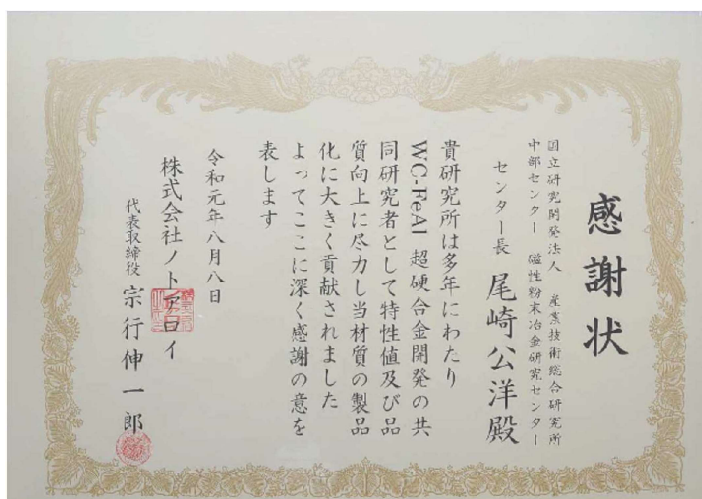 感謝状
国立研究開発法人 産業技術総合研究所
中部センター 磁性粉末冶金研究センター
センター長 尾崎公洋殿
貴研究所は多年にわたり
WC-FeAl 超硬合金開発の共
同研究者として特性値及び品
質向上に尽力し当材質の製品
化に大きく貢献されました
よってここに深く感謝の意を
表します
令和元年八月八日
株式会社ノトアロイ
代表取締役 宗行伸一郎